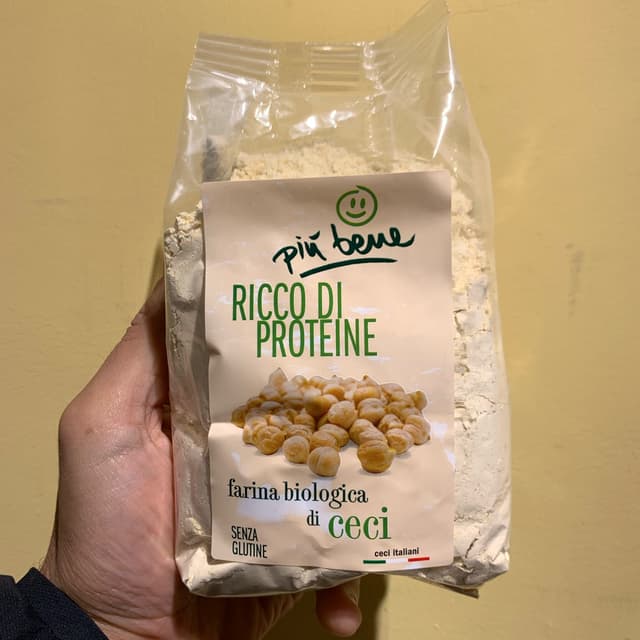 più bene
RICCO DI
PROTEINE
farina biologica
di ceci
SENZA
GLUTINE
ceci italiani